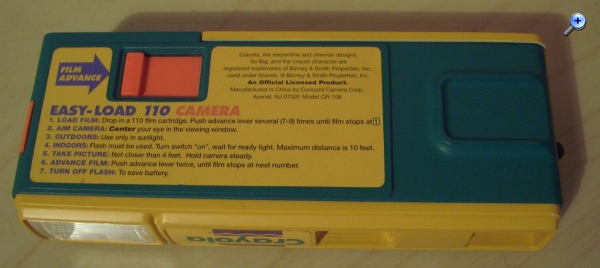 FILM
ADVANCE
Crayola, the serpentine and chevron designs,
So Big, and the crayon character are
registered trademarks of Binney & Smith Properties, Inc.,
used under license. © Binney & Smith Properties, Inc.
An Official Licensed Product.
Manufactured in China by Concord Camera Corp.,
Avenel, NJ 07001 Model CR-105
EASY-LOAD 110 CAMERA
1. LOAD FILM: Drop in a 110 film cartridge. Push advance lever several (7-9) times until film stops at 1
2. AIM CAMERA: Center your eye in the viewing window.
3. OUTDOORS: Use only in sunlight.
4. INDOORS: Flash must be used. Turn switch "on", wait for ready light. Maximum distance is 10 feet.
5. TAKE PICTURE: Not closer than 4 feet. Hold camera steady.
6. ADVANCE FILM: Push advance lever twice, until film stops at next number.
7. TURN OFF FLASH: To save battery.
Crayola